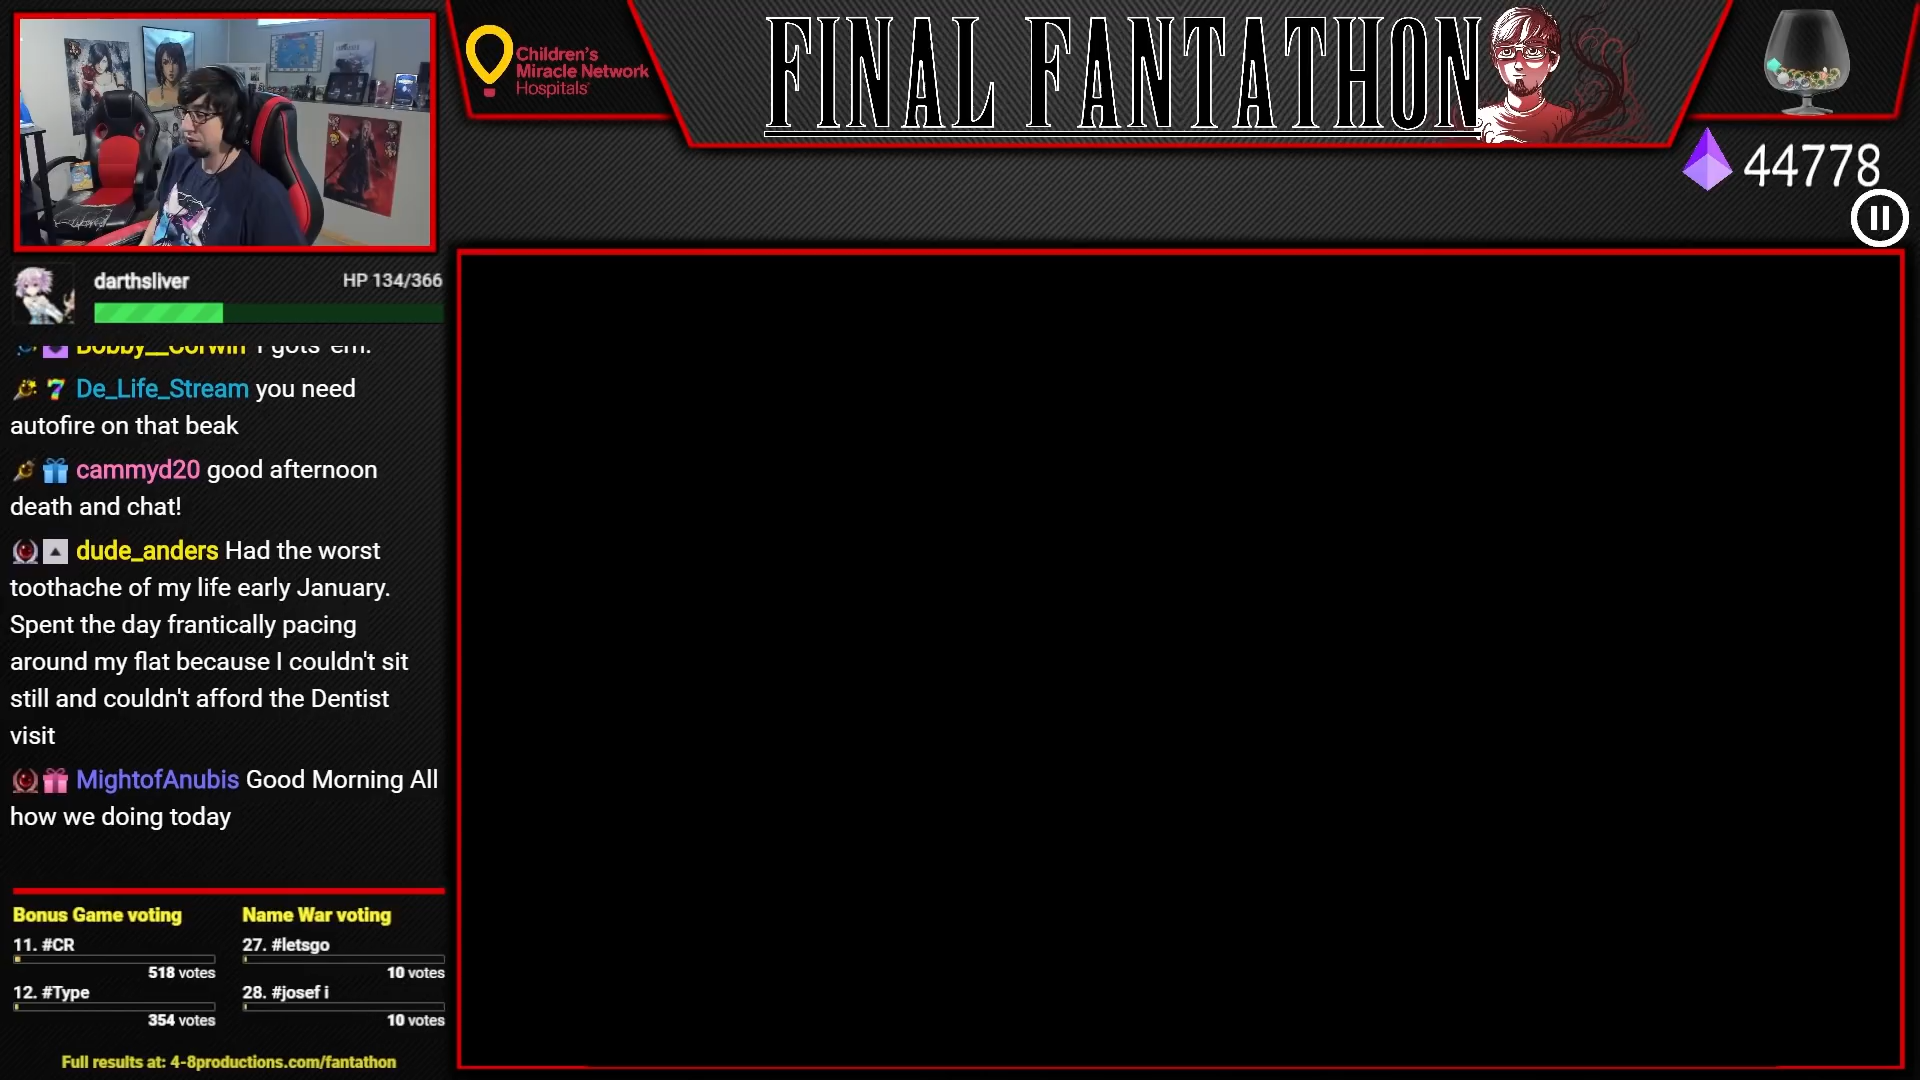 Children's
Miracle Network
Hospitals
FINAL FANTATHON
44778
darthsliver
HP 134/366
Bobby__Corwin I gots em.
De_Life_Stream you need
autofire on that beak
cammyd20 good afternoon
death and chat!
dude_anders Had the worst
toothache of my life early January.
Spent the day frantically pacing
around my flat because I couldn't sit
still and couldn't afford the Dentist
visit
MightofAnubis Good Morning All
how we doing today
Bonus Game voting
11. #CR
518 votes
12. #Type
354 votes
Name War voting
27. #letsgo
10 votes
28. #josef i
10 votes
Full results at: 4-8productions.com/fantathon